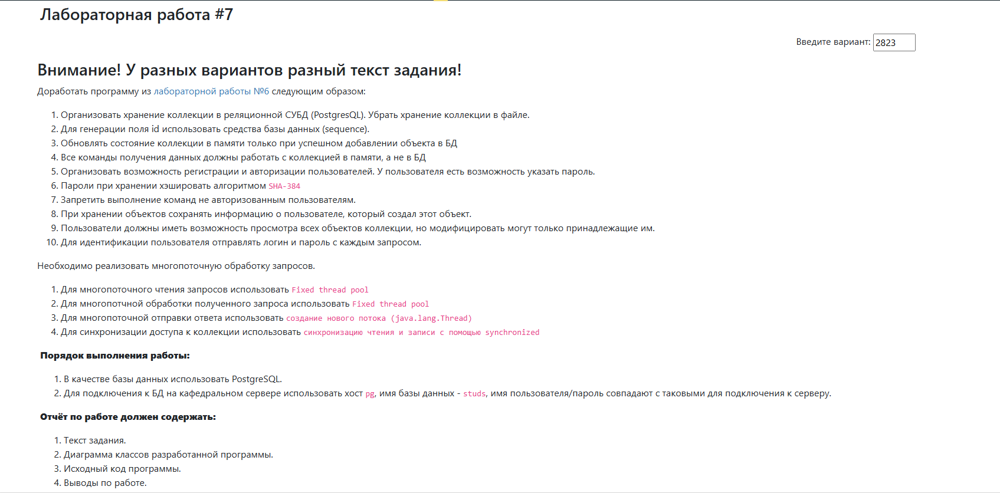 Лабораторная работа #7
Введите вариант: 2823
Внимание! У разных вариантов разный текст задания!
Доработать программу из лабораторной работы №6 следующим образом:
1. Организовать хранение коллекции в реляционной СУБД (PostgresQL). Убрать хранение коллекции в файле.
2. Для генерации поля id использовать средства базы данных (sequence).
3. Обновлять состояние коллекции в памяти только при успешном добавлении объекта в БД
4. Все команды получения данных должны работать с коллекцией в памяти, а не в БД
5. Организовать возможность регистрации и авторизации пользователей. У пользователя есть возможность указать пароль.
6. Пароли при хранении хэшировать алгоритмом SHA-384
7. Запретить выполнение команд не авторизованным пользователям.
8. При хранении объектов сохранять информацию о пользователе, который создал этот объект.
9. Пользователи должны иметь возможность просмотра всех объектов коллекции, но модифицировать могут только принадлежащие им.
10. Для идентификации пользователя отправлять логин и пароль с каждым запросом.
Необходимо реализовать многопоточную обработку запросов.
1. Для многопоточного чтения запросов использовать Fixed thread pool
2. Для многопотчной обработки полученного запроса использовать Fixed thread pool
3. Для многопоточной отправки ответа использовать создание нового потока (java.lang.Thread)
4. Для синхронизации доступа к коллекции использовать синхронизацию чтения и записи с помощью synchronized
Порядок выполнения работы:
1. В качестве базы данных использовать PostgreSQL.
2. Для подключения к БД на кафедральном сервере использовать хост pg, имя базы данных - studs, имя пользователя/пароль совпадают с таковыми для подключения к серверу.
Отчёт по работе должен содержать:
1. Текст задания.
2. Диаграмма классов разработанной программы.
3. Исходный код программы.
4. Выводы по работе.